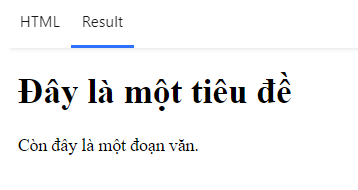 HTML Result
Đây là một tiêu đề
Còn đây là một đoạn văn.